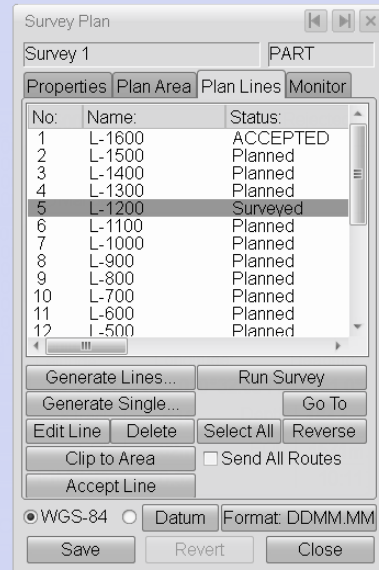 Survey Plan
Survey 1 PART
Properties Plan Area Plan Lines Monitor
No: Name: Status:
1 L-1600 ACCEPTED
2 L-1500 Planned
3 L-1400 Planned
4 L-1300 Planned
5 L-1200 Surveyed
6 L-1100 Planned
7 L-1000 Planned
8 L-900 Planned
9 L-800 Planned
10 L-700 Planned
11 L-600 Planned
12 L-500 Planned
Generate Lines... Run Survey
Generate Single... Go To
Edit Line Delete Select All Reverse
Clip to Area Send All Routes
Accept Line
WGS-84 Datum Format: DDMM.MM
Save Revert Close